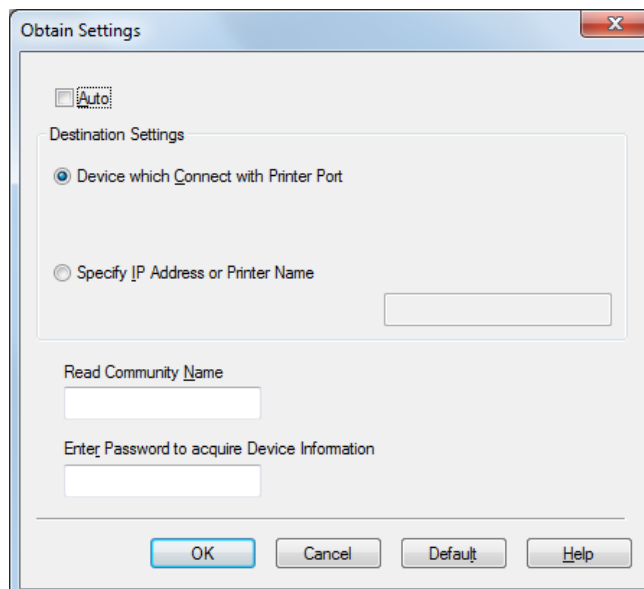 Obtain Settings
Auto
Destination Settings
Device which Connect with Printer Port
Specify IP Address or Printer Name
Read Community Name
Enter Password to acquire Device Information
OK Cancel Default Help